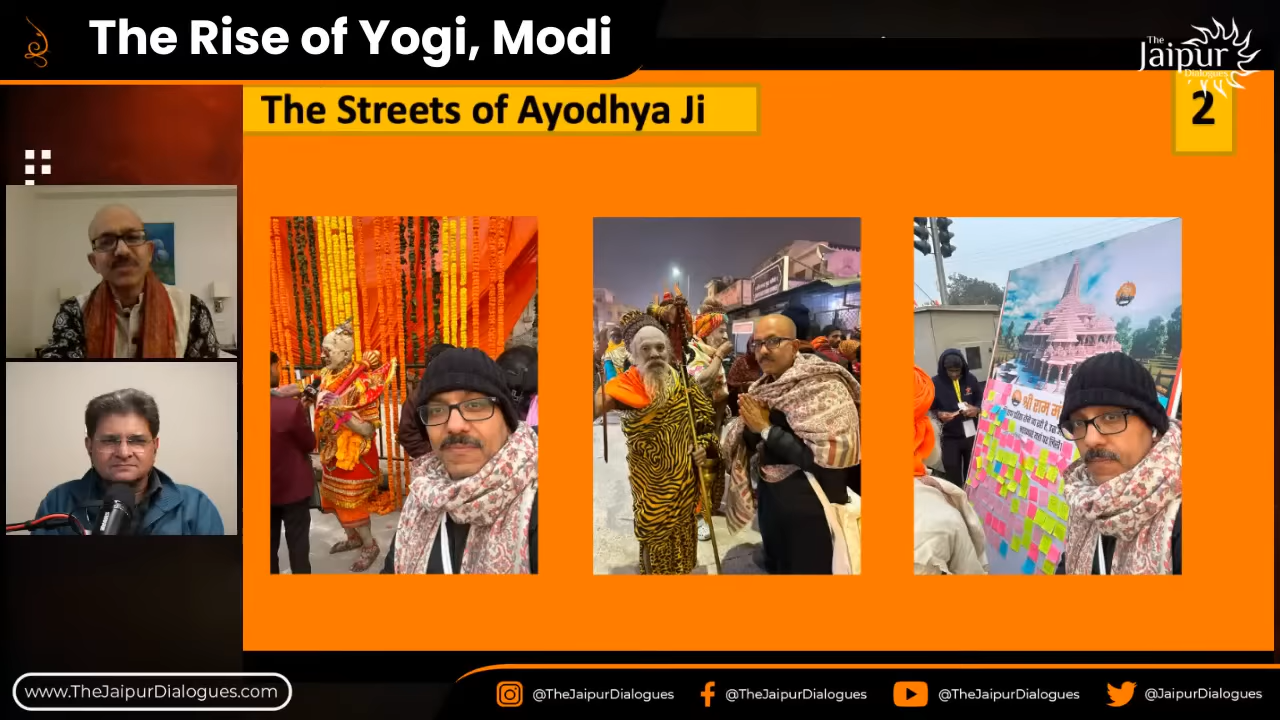 The Rise of Yogi, Modi
The
Jaipur
Dialogues
The Streets of Ayodhya Ji
2
श्री राम
www.TheJaipurDialogues.com
@TheJaipurDialogues
@TheJaipurDialogues
@TheJaipurDialogues
@JaipurDialogues